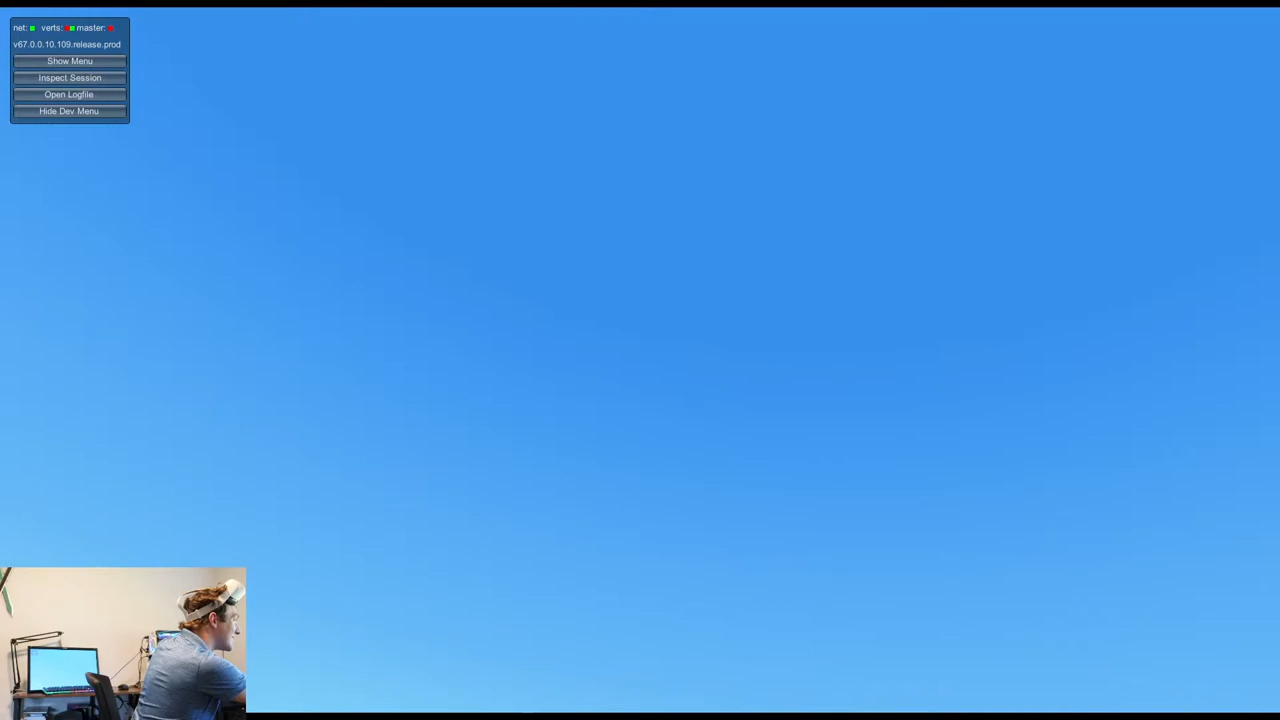 net: verts: master:
v67.0.0.10.109.release.prod
Show Menu
Inspect Session
Open Logfile
Hide Dev Menu